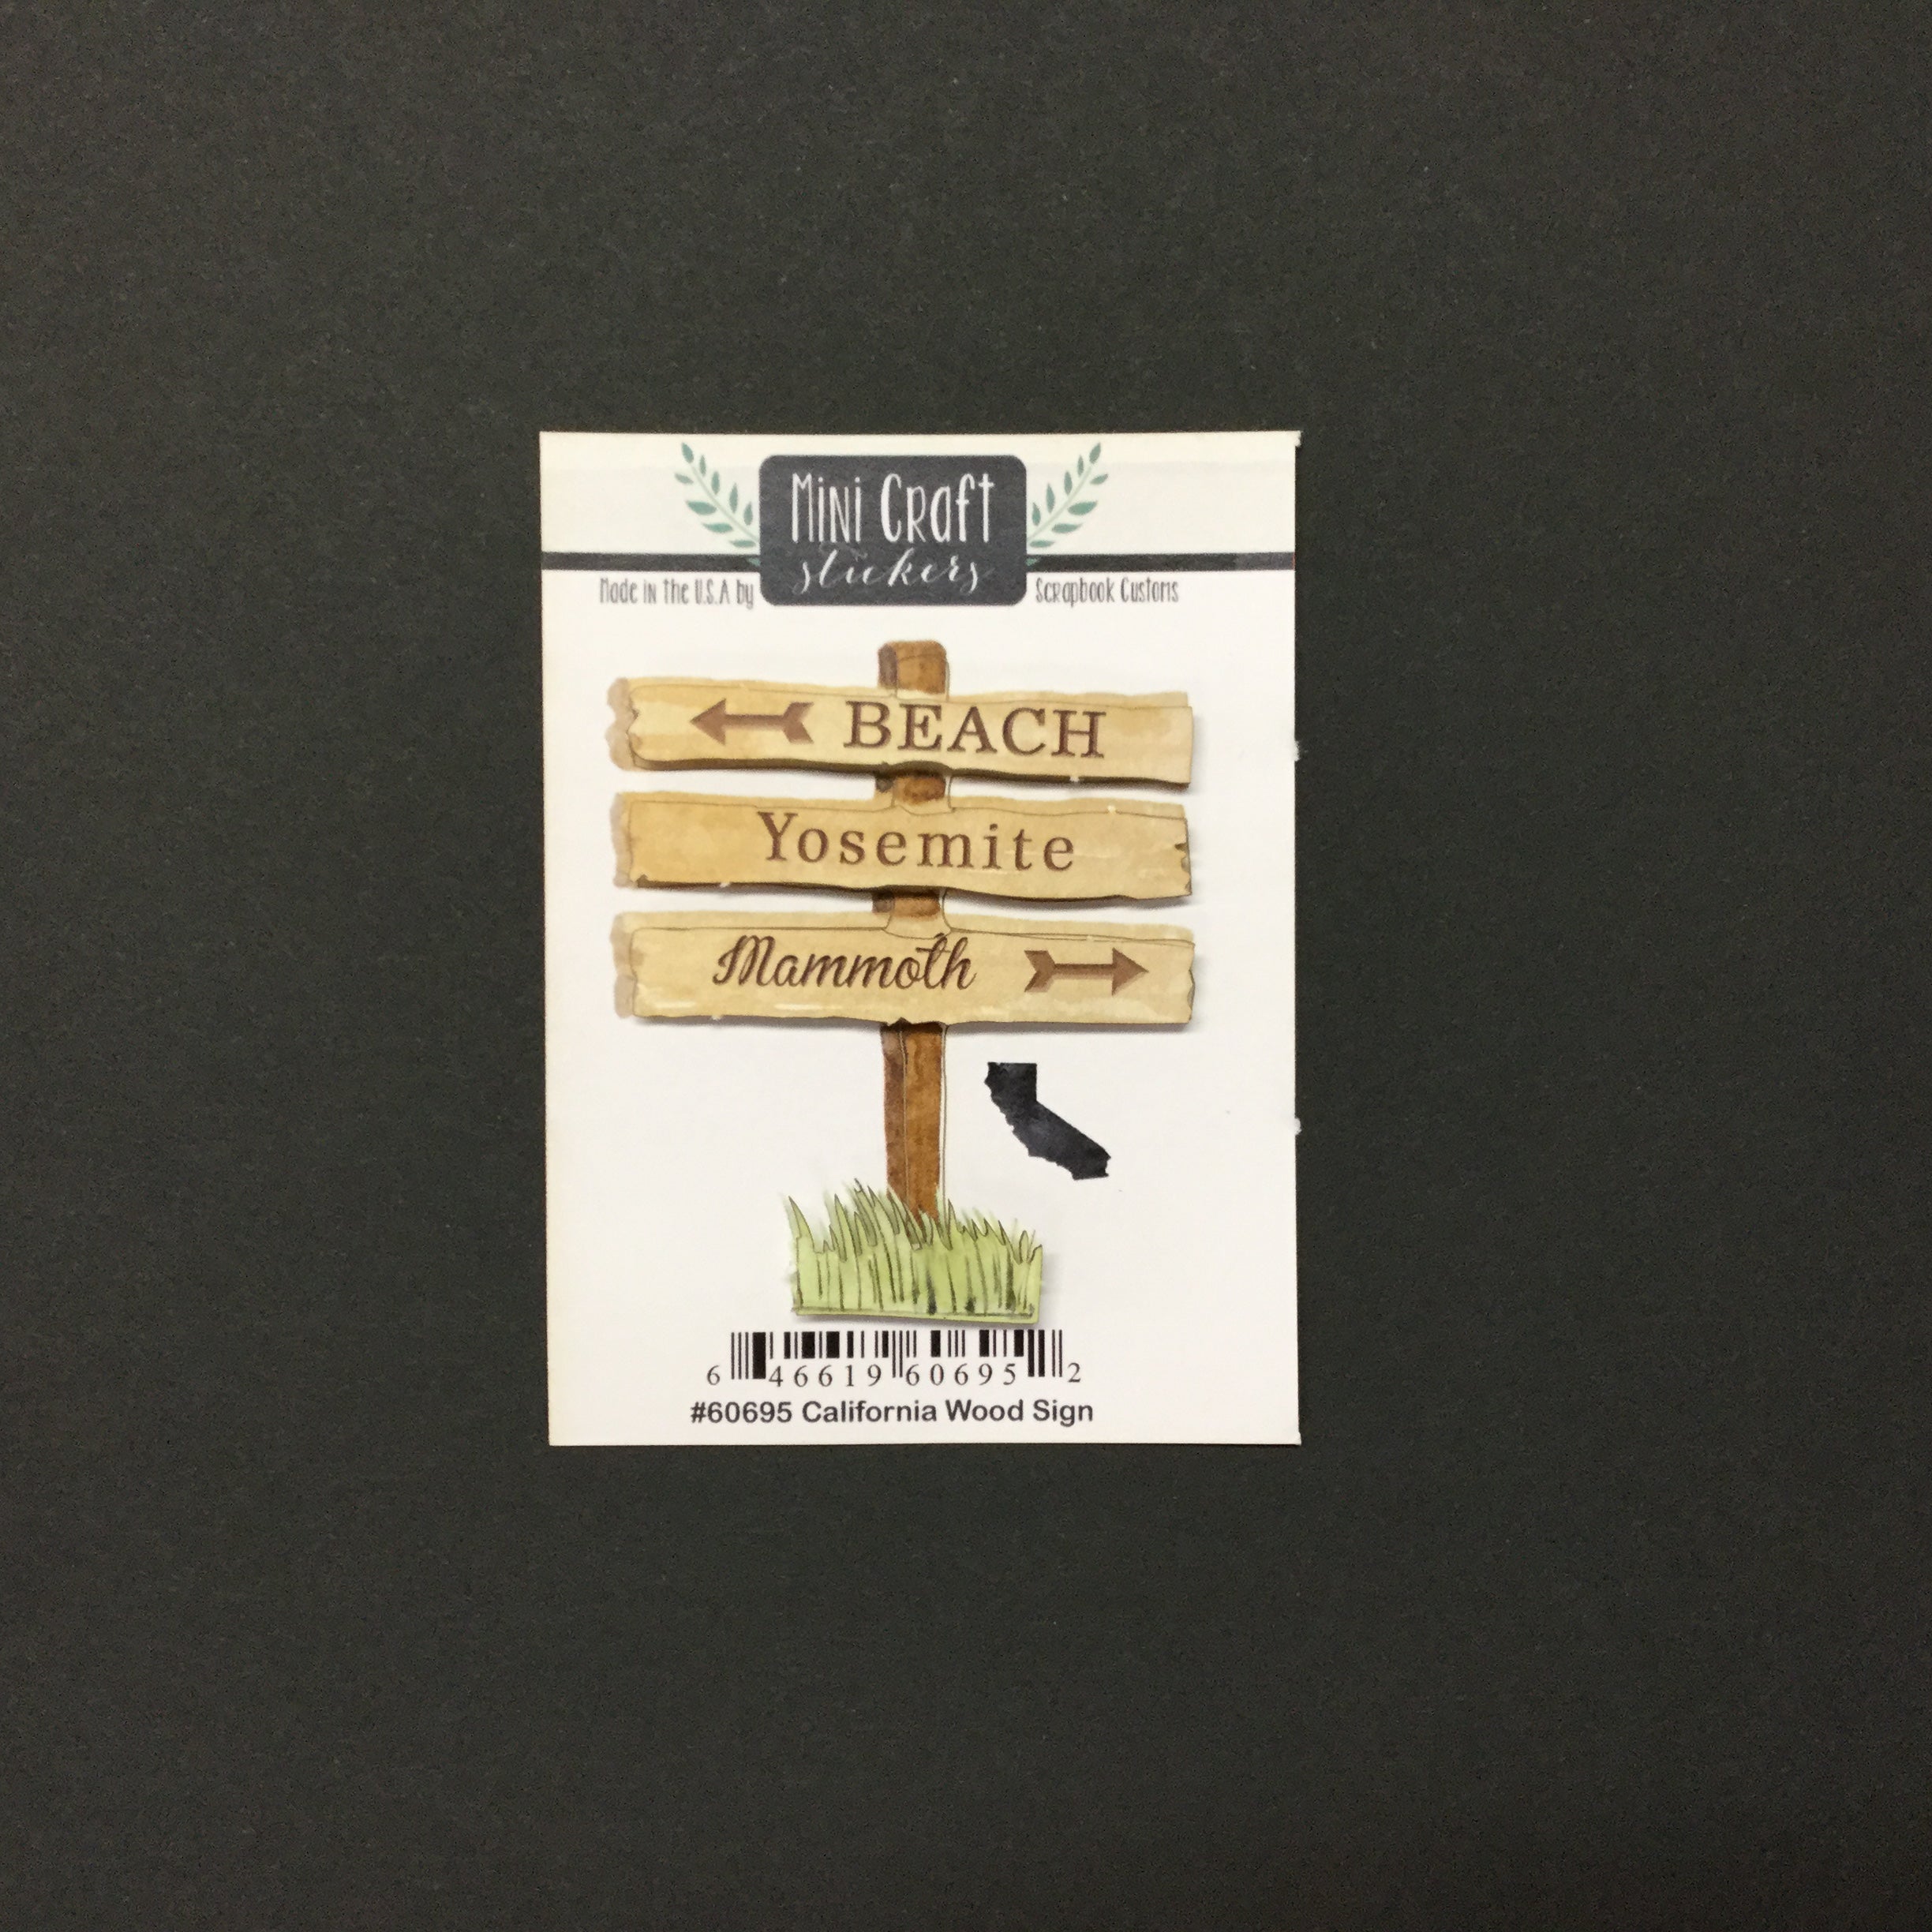 Mini Craft
stickers
Made in the U.S.A by Scrapbook Customs
BEACH
Yosemite
Mammoth
6 46619 60695 2
#60695 California Wood Sign